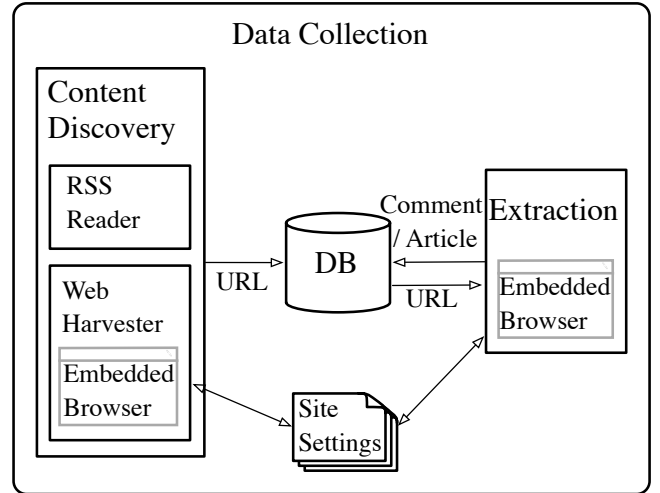 Data Collection
Content
Discovery
RSS
Reader
Web
Harvester
Embedded
Browser
URL
DB
Comment
/ Article
URL
Extraction
Embedded
Browser
Site
Settings